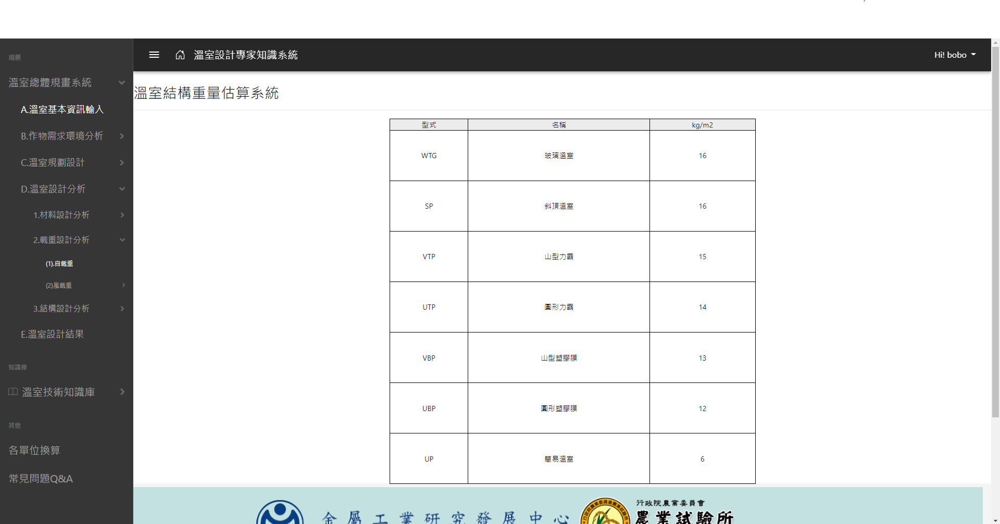 規劃
溫室總體規畫系統
A.溫室基本資訊輸入
B.作物需求環境分析
C.溫室規劃設計
D.溫室設計分析
1.材料設計分析
2.載重設計分析
(1).自載重
(2)風載重
3.結構設計分析
E.溫室設計結果
知識庫
溫室技術知識庫
其他
各單位換算
常見問題Q&A
溫室設計專家知識系統
Hi! bobo
溫室結構重量估算系統
型式 名稱 kg/m2
WTG 玻璃溫室 16
SP 斜頂溫室 16
VTP 山型力霸 15
UTP 圓形力霸 14
VBP 山型塑膠膜 13
UBP 圓形塑膠膜 12
UP 簡易溫室 6
金屬工業研究發展中心
行政院農業委員會
農業試驗所